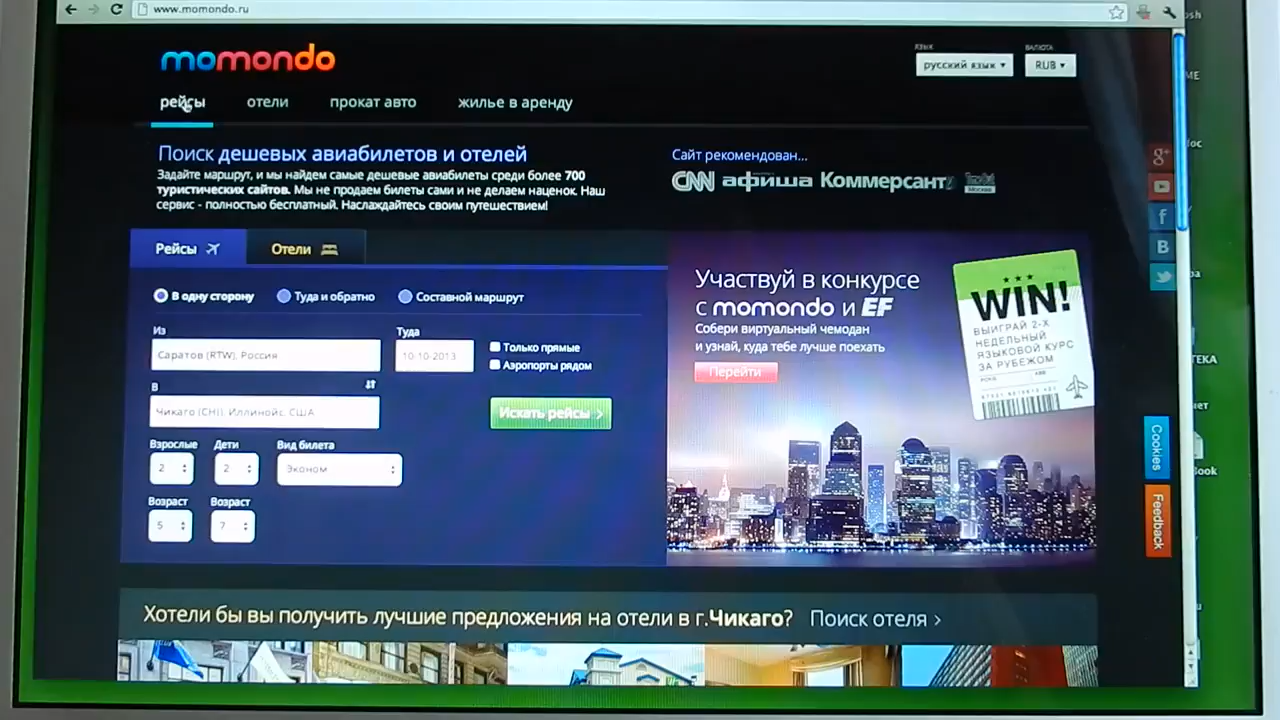 www.momondo.ru
momondo
язык
русский язык
валюта
RUB
рейсы
отели
прокат авто
жилье в аренду
Поиск дешевых авиабилетов и отелей
Задайте маршрут, и мы найдем самые дешевые авиабилеты среди более 700
туристических сайтов. Мы не продаем билеты сами и не делаем наценок. Наш
сервис - полностью бесплатный. Наслаждайтесь своим путешествием!
Сайт рекомендован...
CNN афиша Коммерсантъ
Рейсы
Отели
В одну сторону
Туда и обратно
Составной маршрут
Из
Саратов (RTW), Россия
Туда
10-10-2013
Только прямые
Аэропорты рядом
В
Чикаго (CHI), Иллинойс, США
Искать рейсы
Взрослые
2
Дети
2
Вид билета
Эконом
Возраст
5
Возраст
7
Участвуй в конкурсе
с momondo и EF
Собери виртуальный чемодан
и узнай, куда тебе лучше поехать
Перейти
WIN!
ВЫИГРАЙ 2-Х
НЕДЕЛЬНЫЙ
ЯЗЫКОВОЙ КУРС
ЗА РУБЕЖОМ
Cookies
Feedback
Хотели бы вы получить лучшие предложения на отели в г.Чикаго?
Поиск отеля